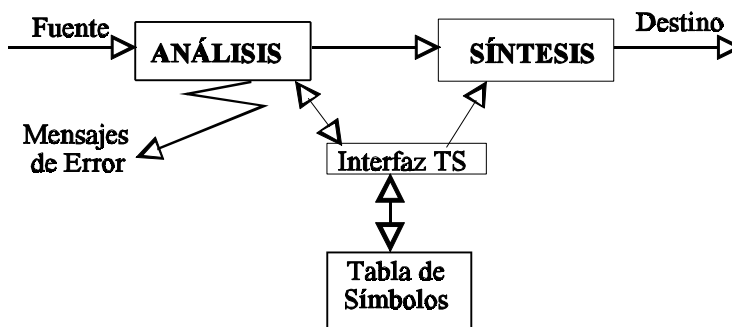 Fuente
ANÁLISIS
SÍNTESIS
Destino
Mensajes
de Error
Interfaz TS
Tabla de
Símbolos